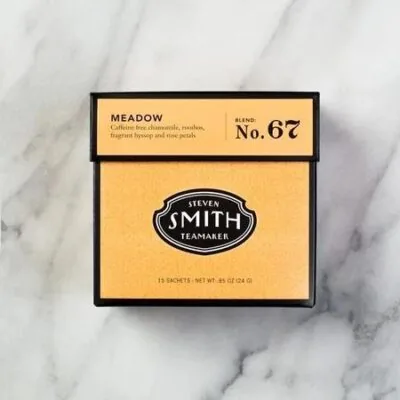 MEADOW
Caffeine-free chamomile, rooibos,
fragrant hyssop and rose petals
BLEND:
No. 67
STEVEN
SMITH
TEAMAKER
15 SACHETS • NET WT. .85 OZ (24 G)